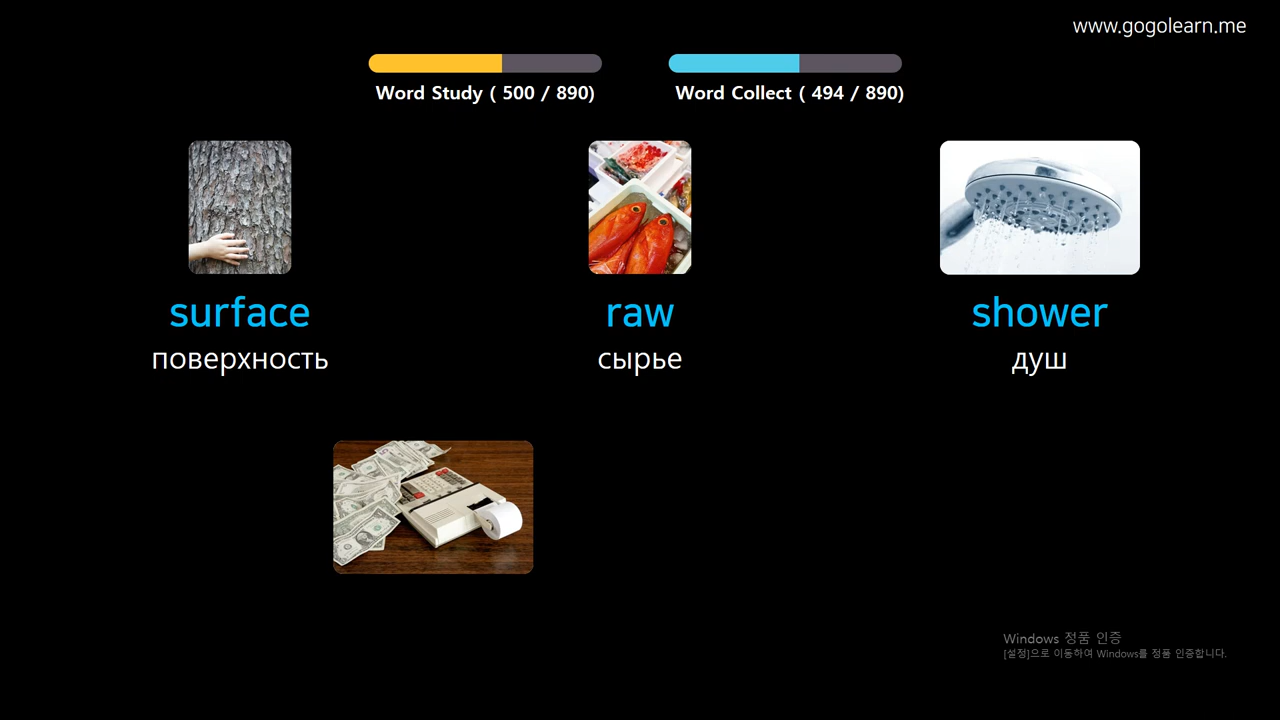 www.gogolearn.me
Word Study ( 500 / 890)
Word Collect ( 494 / 890)
surface
raw
shower
поверхность
сырье
душ
Windows 정품 인증
[설정]으로 이동하여 Windows를 정품 인증합니다.